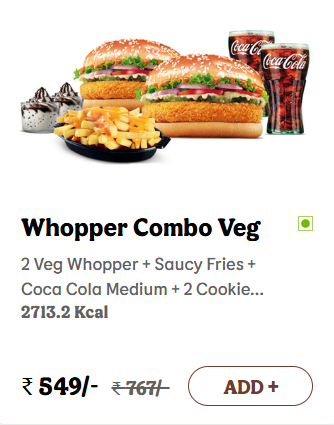 Coca-Cola
Coca-Cola
Whopper Combo Veg
2 Veg Whopper + Saucy Fries +
Coca Cola Medium + 2 Cookie...
2713.2 Kcal
₹ 549/- ₹ 767/- ADD +